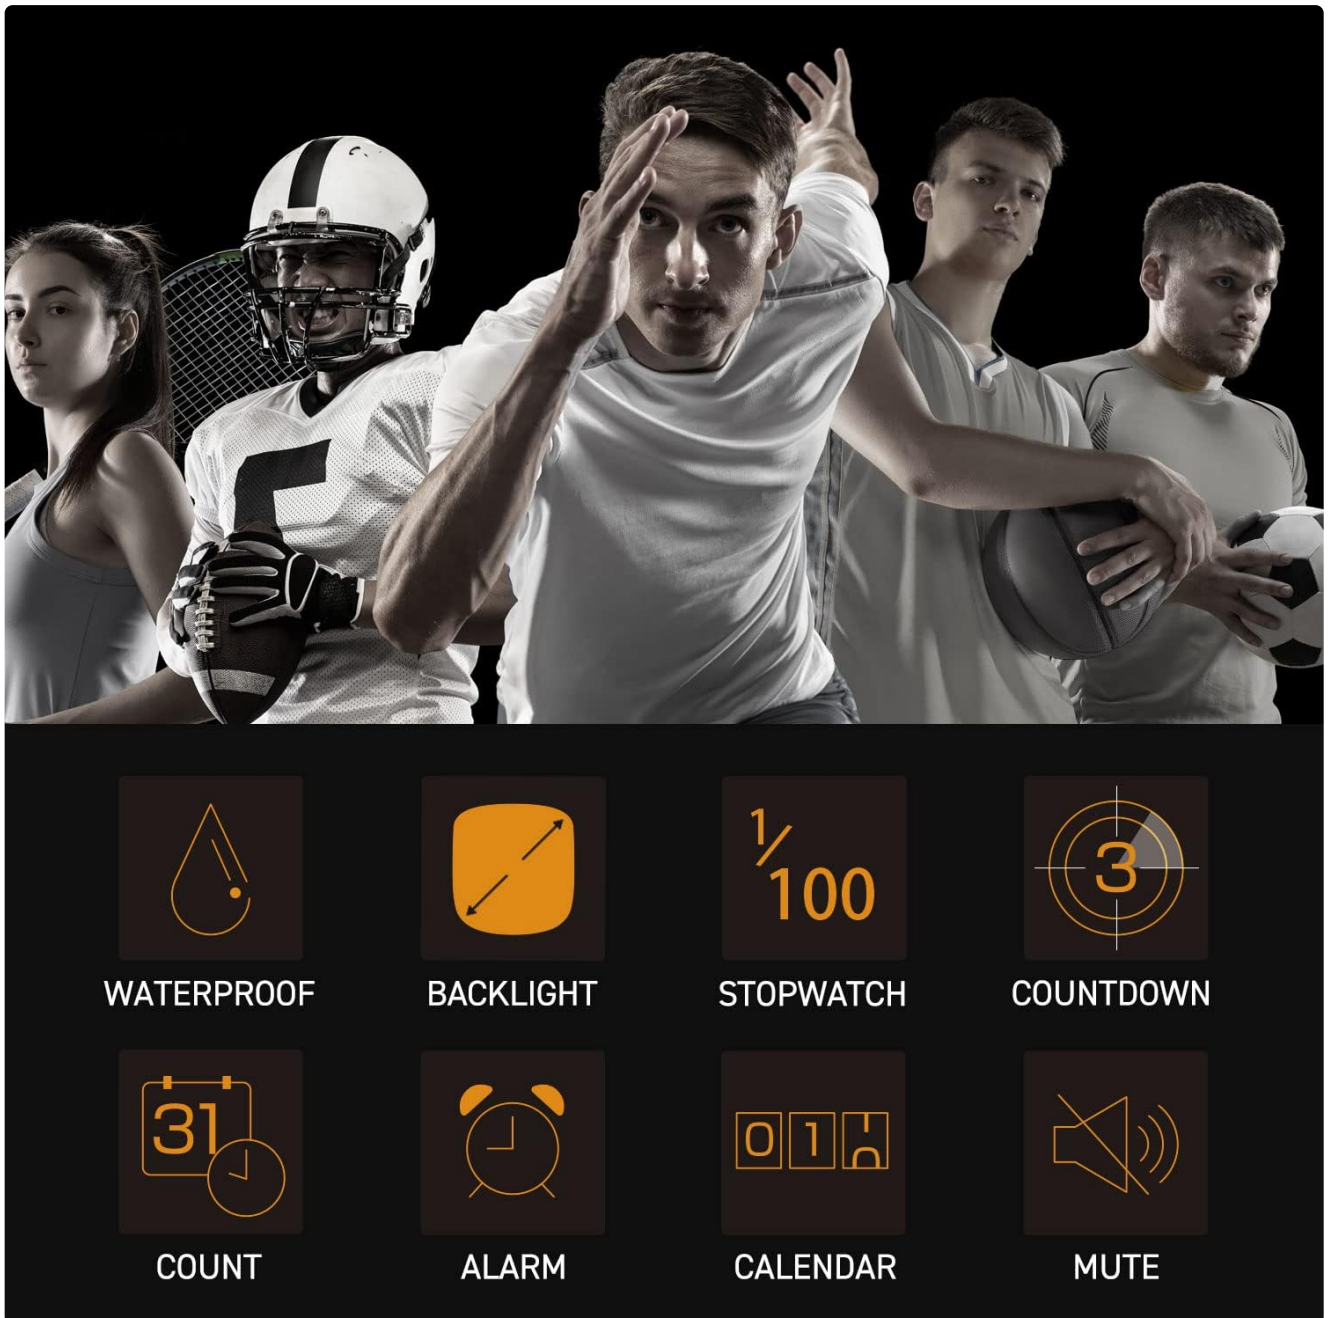 1/100
3
WATERPROOF
BACKLIGHT
STOPWATCH
COUNTDOWN
31
01
COUNT
ALARM
CALENDAR
MUTE